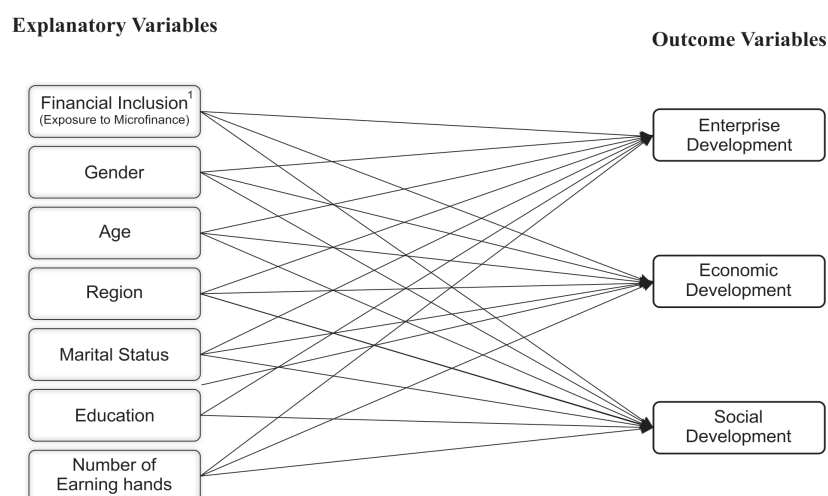 Explanatory Variables
Outcome Variables
Financial Inclusion1
(Exposure to Microfinance)
Gender
Age
Region
Marital Status
Education
Number of
Earning hands
Enterprise
Development
Economic
Development
Social
Development